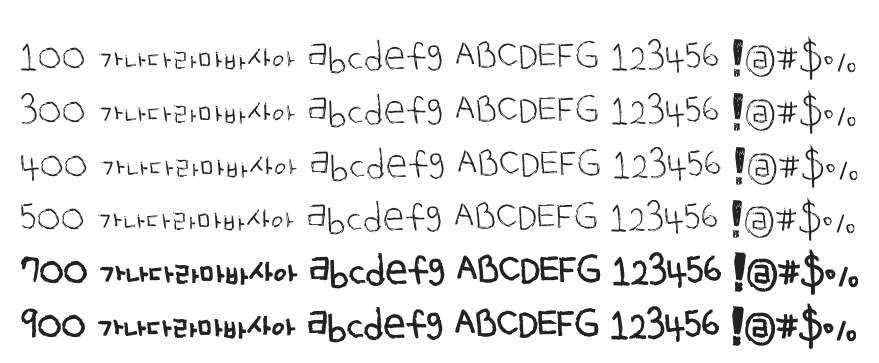 100 가나다라마바사아 abcdefg ABCDEFG 123456 !@#$%
300 가나다라마바사아 abcdefg ABCDEFG 123456 !@#$%
400 가나다라마바사아 abcdefg ABCDEFG 123456 !@#$%
500 가나다라마바사아 abcdefg ABCDEFG 123456 !@#$%
700 가나다라마바사아 abcdefg ABCDEFG 123456 !@#$%
900 가나다라마바사아 abcdefg ABCDEFG 123456 !@#$%